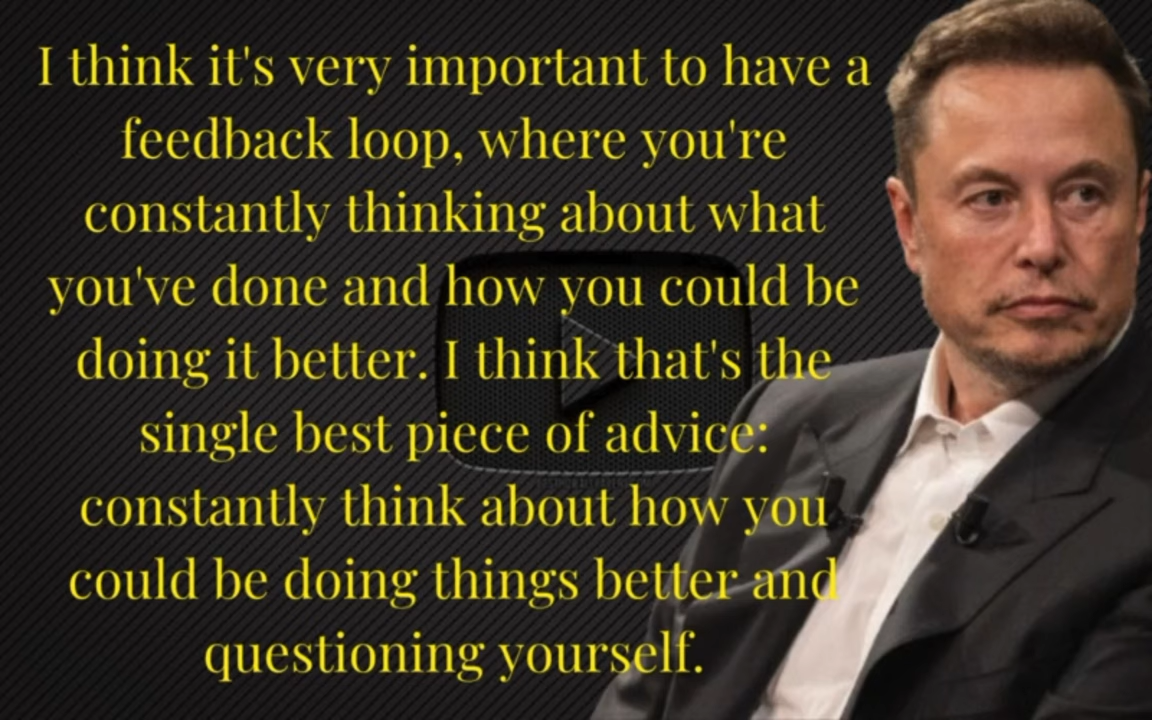 I think it's very important to have a
feedback loop, where you're
constantly thinking about what
you've done and how you could be
doing it better. I think that's the
single best piece of advice:
constantly think about how you
could be doing things better and
questioning yourself.